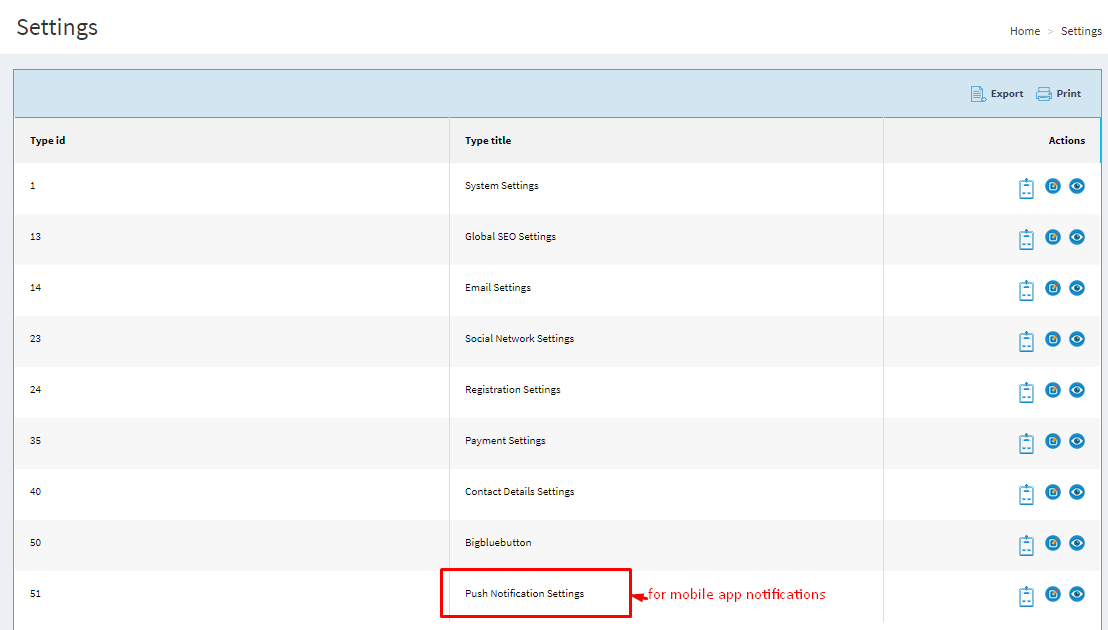 Settings
Home > Settings
Export Print
Type id Type title Actions
1 System Settings
13 Global SEO Settings
14 Email Settings
23 Social Network Settings
24 Registration Settings
35 Payment Settings
40 Contact Details Settings
50 Bigbluebutton
51 Push Notification Settings for mobile app notifications